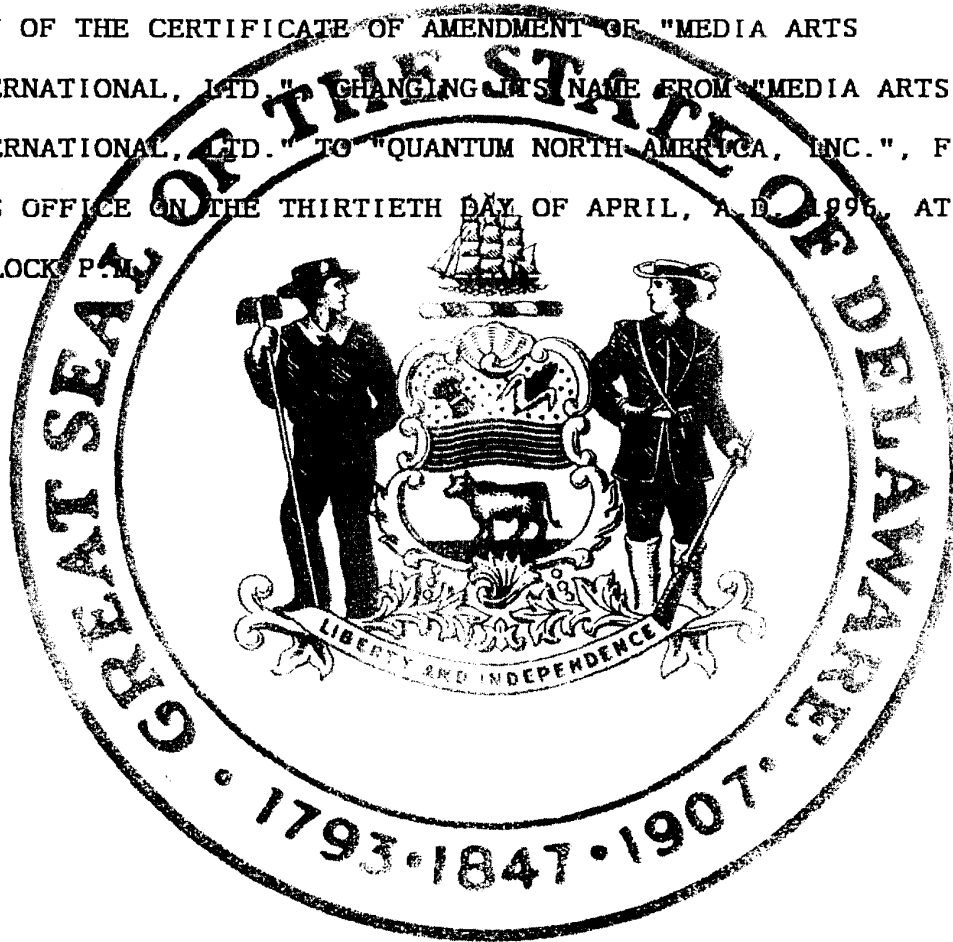 OF THE CERTIFICATE OF AMENDMENT OF "MEDIA ARTS
ERNATIONAL, LTD.", CHANGING ITS NAME FROM "MEDIA ARTS
ERNATIONAL, LTD." TO "QUANTUM NORTH AMERICA, INC.", F
S OFFICE ON THE THIRTIETH DAY OF APRIL, A.D. 1996, AT
LOCK P.M.
GREAT SEAL OF THE STATE OF DELAWARE
LIBERTY AND INDEPENDENCE
· 1793 · 1847 · 1907 ·